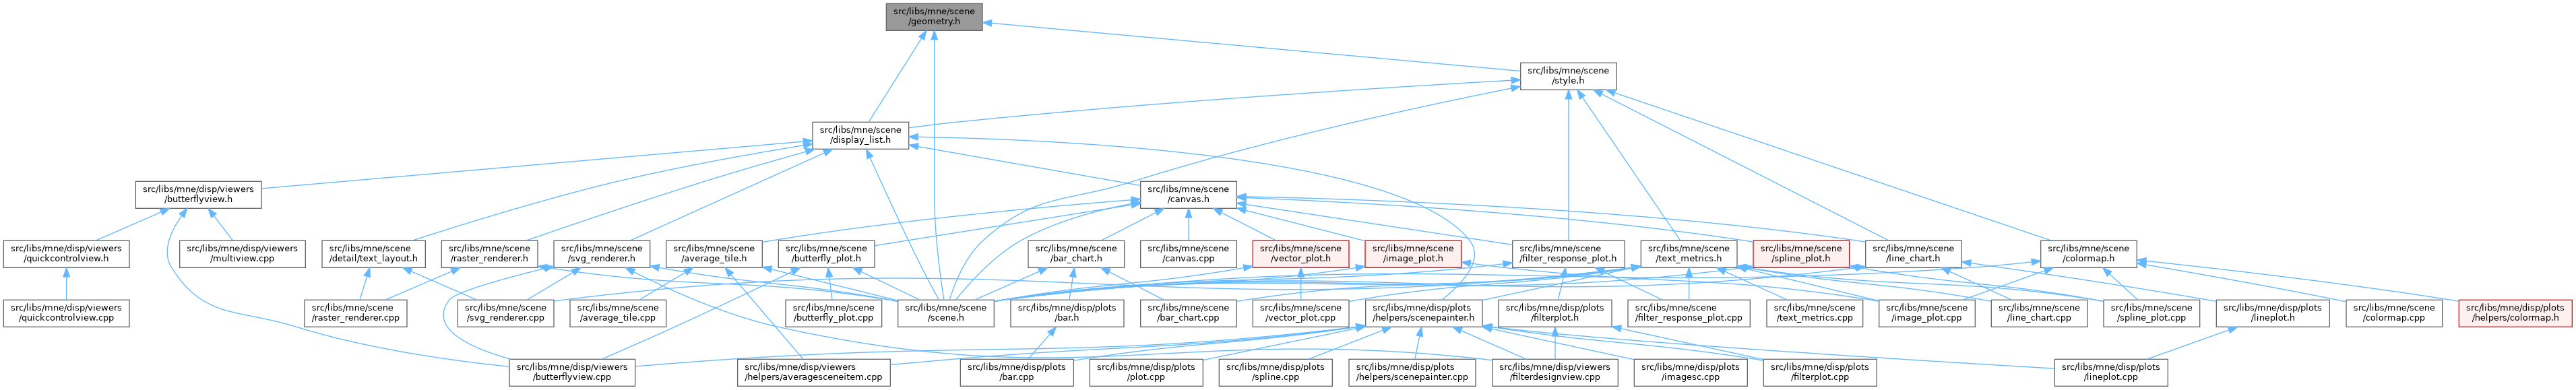 src/libs/mne/scene
/geometry.h
src/libs/mne/scene
/style.h
src/libs/mne/scene
/display_list.h
src/libs/mne/disp/viewers
/butterflyview.h
src/libs/mne/scene
/canvas.h
src/libs/mne/disp/viewers
/quickcontrolview.h
src/libs/mne/disp/viewers
/multiview.cpp
src/libs/mne/scene
/detail/text_layout.h
src/libs/mne/scene
/raster_renderer.h
src/libs/mne/scene
/svg_renderer.h
src/libs/mne/scene
/average_tile.h
src/libs/mne/scene
/butterfly_plot.h
src/libs/mne/scene
/bar_chart.h
src/libs/mne/scene
/canvas.cpp
src/libs/mne/scene
/vector_plot.h
src/libs/mne/scene
/image_plot.h
src/libs/mne/scene
/filter_response_plot.h
src/libs/mne/scene
/text_metrics.h
src/libs/mne/scene
/spline_plot.h
src/libs/mne/scene
/line_chart.h
src/libs/mne/scene
/colormap.h
src/libs/mne/disp/viewers
/quickcontrolview.cpp
src/libs/mne/scene
/raster_renderer.cpp
src/libs/mne/scene
/svg_renderer.cpp
src/libs/mne/scene
/average_tile.cpp
src/libs/mne/scene
/butterfly_plot.cpp
src/libs/mne/scene
/scene.h
src/libs/mne/disp/plots
/bar.h
src/libs/mne/scene
/bar_chart.cpp
src/libs/mne/scene
/vector_plot.cpp
src/libs/mne/disp/plots
/helpers/scenepainter.h
src/libs/mne/disp/plots
/filterplot.h
src/libs/mne/scene
/filter_response_plot.cpp
src/libs/mne/scene
/text_metrics.cpp
src/libs/mne/scene
/image_plot.cpp
src/libs/mne/scene
/line_chart.cpp
src/libs/mne/scene
/spline_plot.cpp
src/libs/mne/disp/plots
/lineplot.h
src/libs/mne/scene
/colormap.cpp
src/libs/mne/disp/plots
/helpers/colormap.h
src/libs/mne/disp/viewers
/butterflyview.cpp
src/libs/mne/disp/viewers
/helpers/averagesceneitem.cpp
src/libs/mne/disp/plots
/bar.cpp
src/libs/mne/disp/plots
/plot.cpp
src/libs/mne/disp/plots
/spline.cpp
src/libs/mne/disp/plots
/helpers/scenepainter.cpp
src/libs/mne/disp/viewers
/filterdesignview.cpp
src/libs/mne/disp/plots
/imagesc.cpp
src/libs/mne/disp/plots
/filterplot.cpp
src/libs/mne/disp/plots
/lineplot.cpp